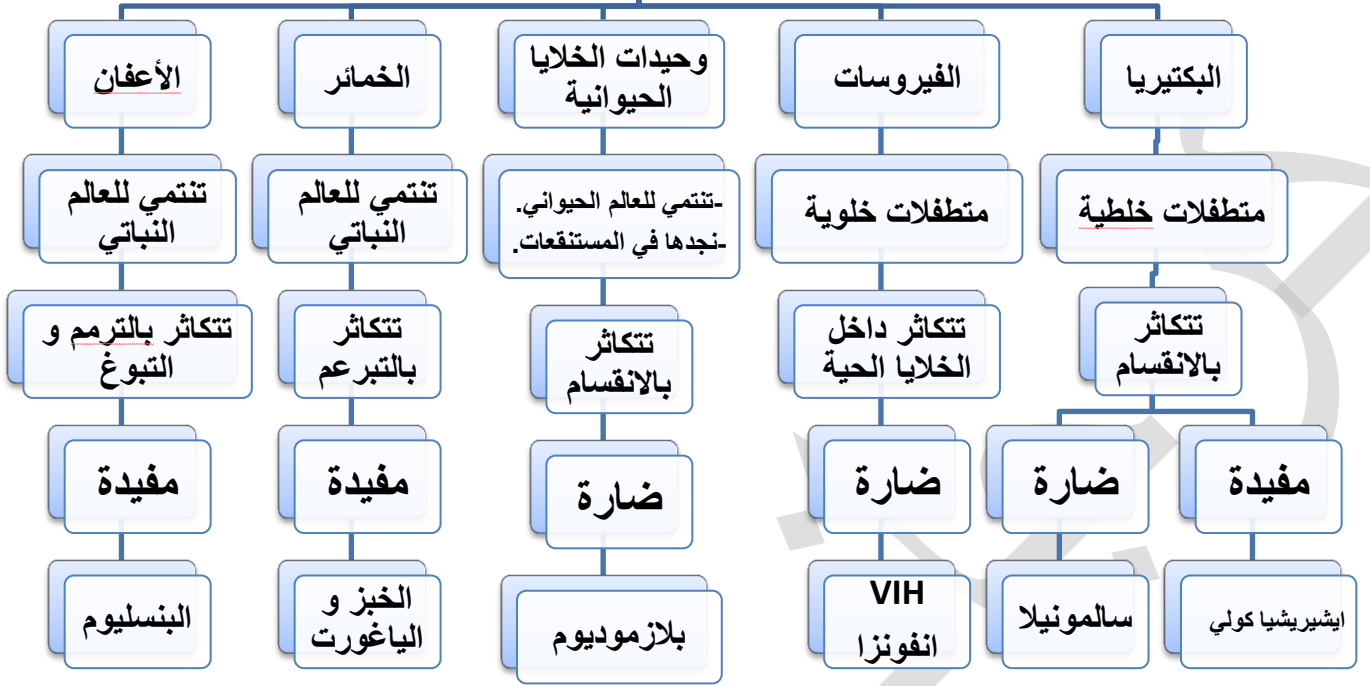 البكتيريا
متطفلات خلطية
تتكاثر
بالانقسام
مفيدة
ايشيريشيا كولي
ضارة
سالمونيلا
الفيروسات
متطفلات خلوية
تتكاثر داخل
الخلايا الحية
ضارة
VIH
انفونزا
وحيدات الخلايا
الحيوانية
-تنتمي للعالم الحيواني.
-نجدها في المستنقعات.
تتكاثر
بالانقسام
ضارة
بلازموديوم
الخمائر
تنتمي للعالم
النباتي
تتكاثر
بالتبرعم
مفيدة
الخبز و
الياغورت
الأعفان
تنتمي للعالم
النباتي
تتكاثر بالترمم و
التبوغ
مفيدة
البنسليوم